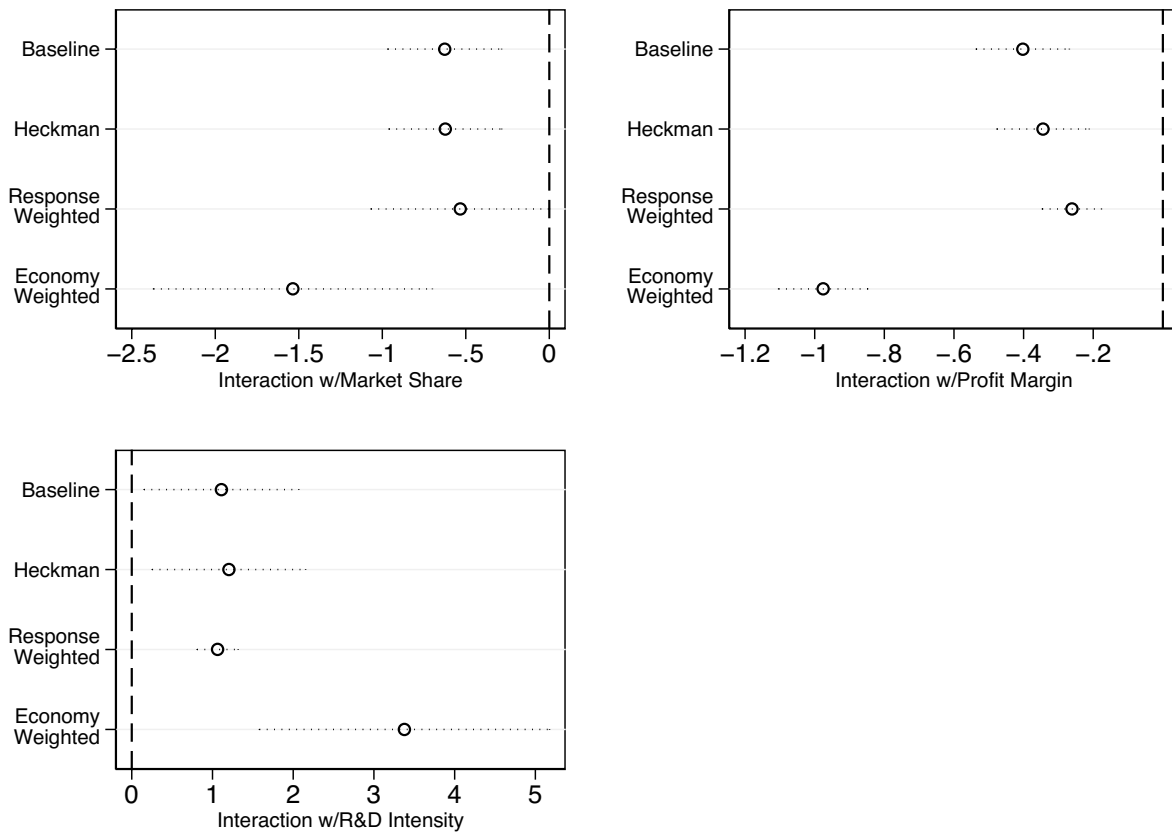 Baseline
Heckman
Response
Weighted
Economy
Weighted
−2.5 −2 −1.5 −1 −.5 0
Interaction w/Market Share
Baseline
Heckman
Response
Weighted
Economy
Weighted
−1.2 −1 −.8 −.6 −.4 −.2
Interaction w/Profit Margin
Baseline
Heckman
Response
Weighted
Economy
Weighted
0 1 2 3 4 5
Interaction w/R&D Intensity